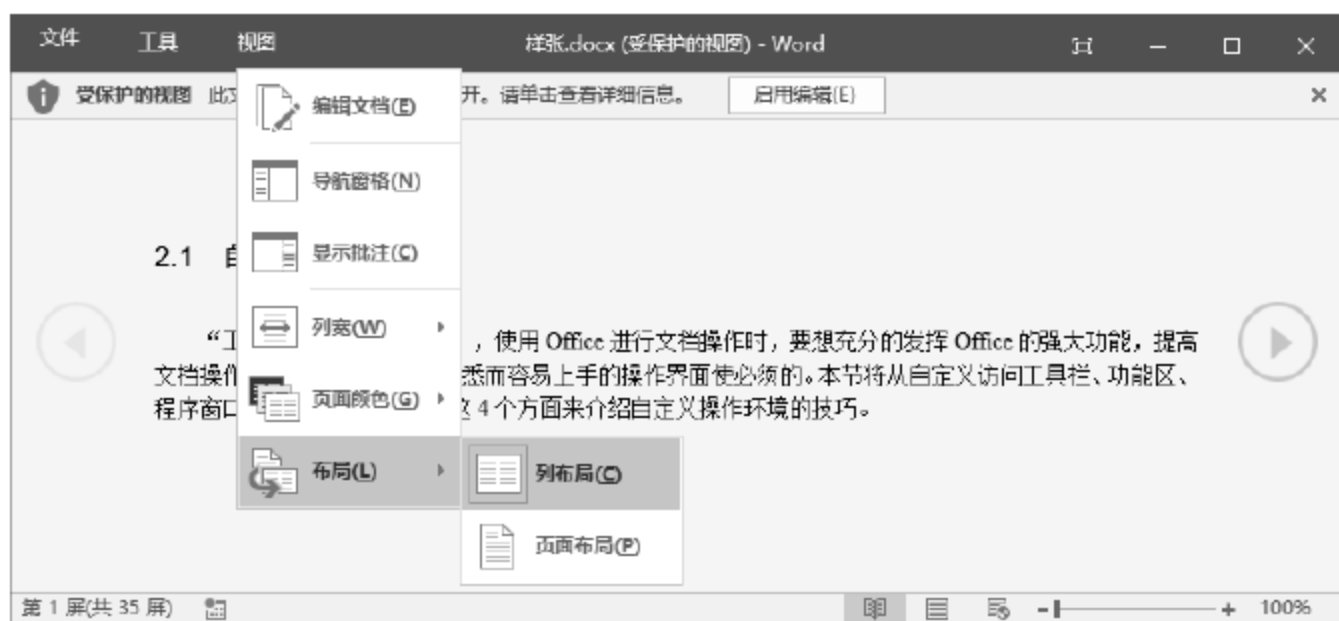 文件 工具 视图 样张.docx (受保护的视图) - Word
受保护的视图 此文 开。请单击查看详细信息。 启用编辑(E)
编辑文档(E)
导航窗格(N)
显示批注(C)
列宽(W)
页面颜色(G)
布局(L)
列布局(C)
页面布局(P)
2.1 自
“工 ，使用 Office 进行文档操作时，要想充分的发挥 Office 的强大功能，提高
文档操作 悉而容易上手的操作界面使必须的。本节将从自定义访问工具栏、功能区、
程序窗口 这 4 个方面来介绍自定义操作环境的技巧。
第 1 屏(共 35 屏) 100%